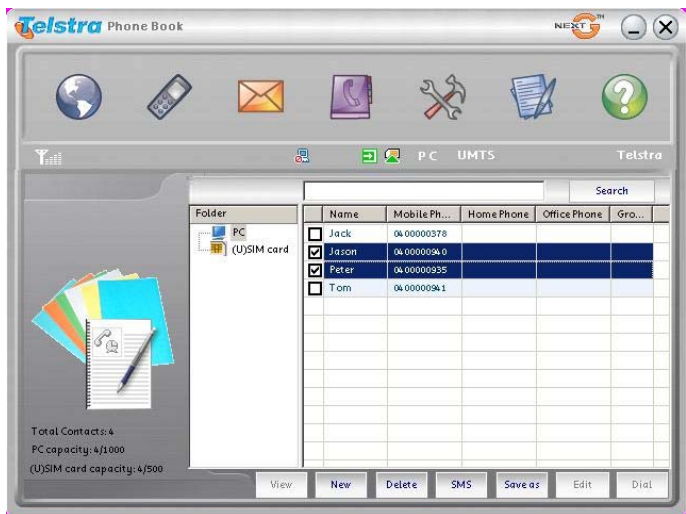 Telstra Phone Book NEXT G™
PC UMTS Telstra
Search
Folder
PC
(U)SIM card
Name Mobile Ph... Home Phone Office Phone Gro...
Jack 0400000378
Jason 0400000940
Peter 0400000935
Tom 0400000941
Total Contacts:4
PC capacity:4/1000
(U)SIM card capacity:4/500
View New Delete SMS Save as Edit Dial